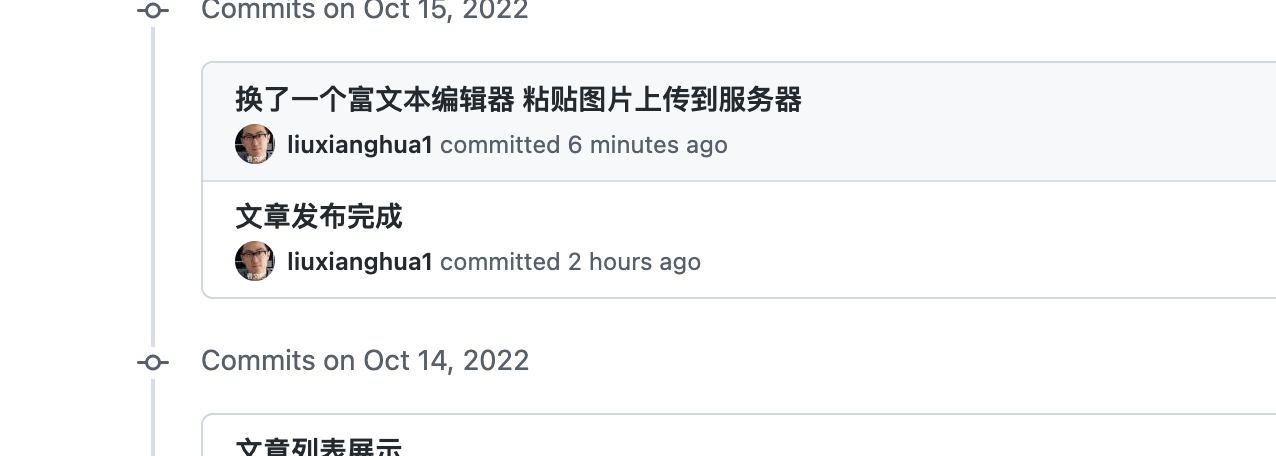 Commits on Oct 15, 2022
换了一个富文本编辑器 粘贴图片上传到服务器
liuxianghua1 committed 6 minutes ago
文章发布完成
liuxianghua1 committed 2 hours ago
Commits on Oct 14, 2022
文章列表展示